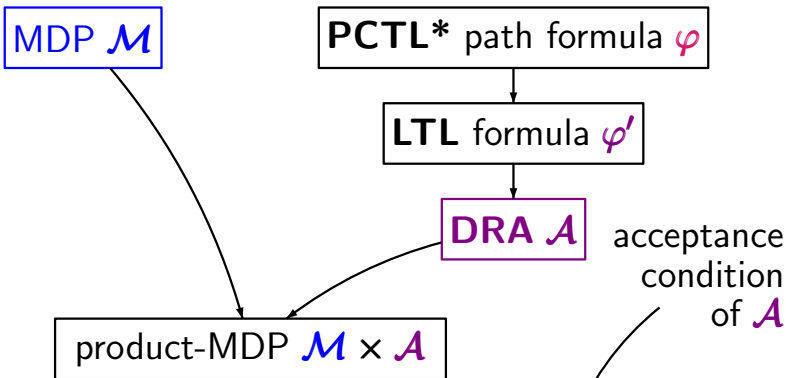 MDP 𝓜
PCTL* path formula φ
LTL formula φ′
DRA 𝓐
acceptance
condition
of 𝓐
product-MDP 𝓜 × 𝓐